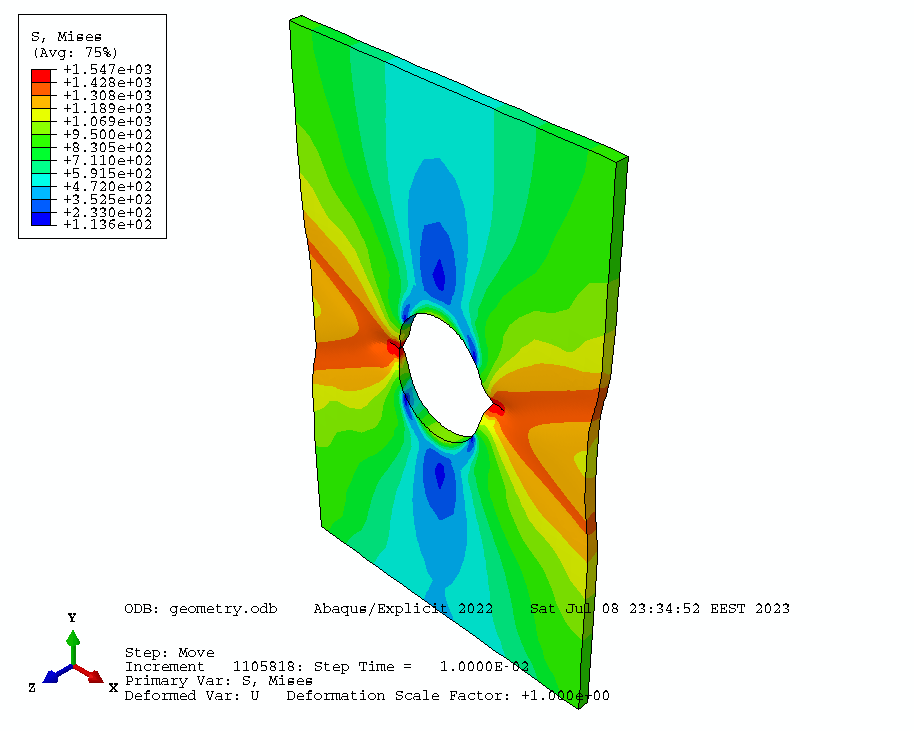 S, Mises
(Avg: 75%)
+1.547e+03
+1.428e+03
+1.308e+03
+1.189e+03
+1.069e+03
+9.500e+02
+8.305e+02
+7.110e+02
+5.915e+02
+4.720e+02
+3.525e+02
+2.330e+02
+1.136e+02
ODB: geometry.odb    Abaqus/Explicit 2022    Sat Jul 08 23:34:52 EEST 2023
Y
Z
X
Step: Move
Increment   1105818: Step Time =   1.0000E-02
Primary Var: S, Mises
Deformed Var: U   Deformation Scale Factor: +1.000e+00